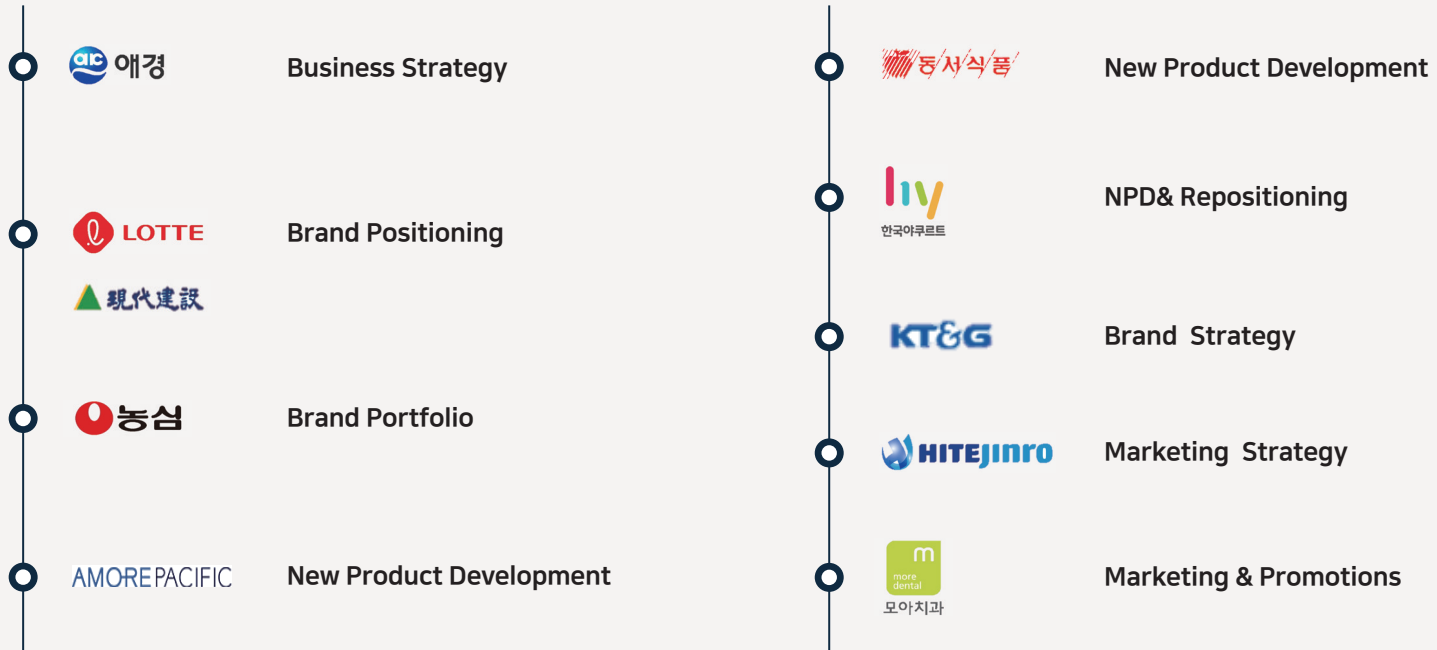 애경
Business Strategy
LOTTE
Brand Positioning
現代建設
농심
Brand Portfolio
AMOREPACIFIC
New Product Development
동서식품
New Product Development
hy
한국야쿠르트
NPD& Repositioning
KT&G
Brand Strategy
HITEJINRO
Marketing Strategy
m
more
dental
모아치과
Marketing & Promotions